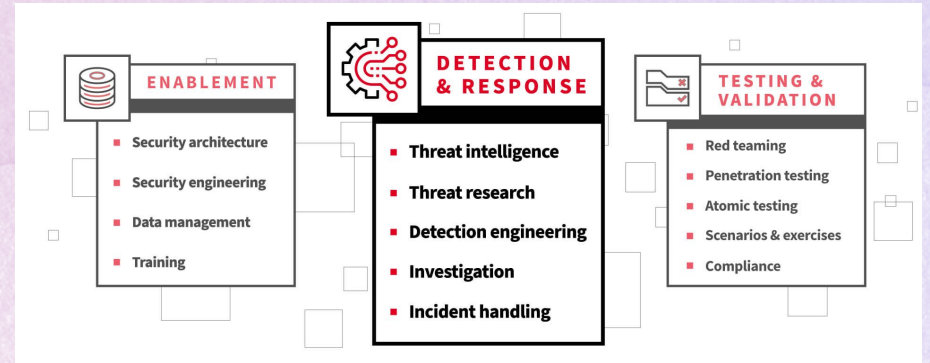 ENABLEMENT
Security architecture
Security engineering
Data management
Training
DETECTION
& RESPONSE
Threat intelligence
Threat research
Detection engineering
Investigation
Incident handling
TESTING &
VALIDATION
Red teaming
Penetration testing
Atomic testing
Scenarios & exercises
Compliance